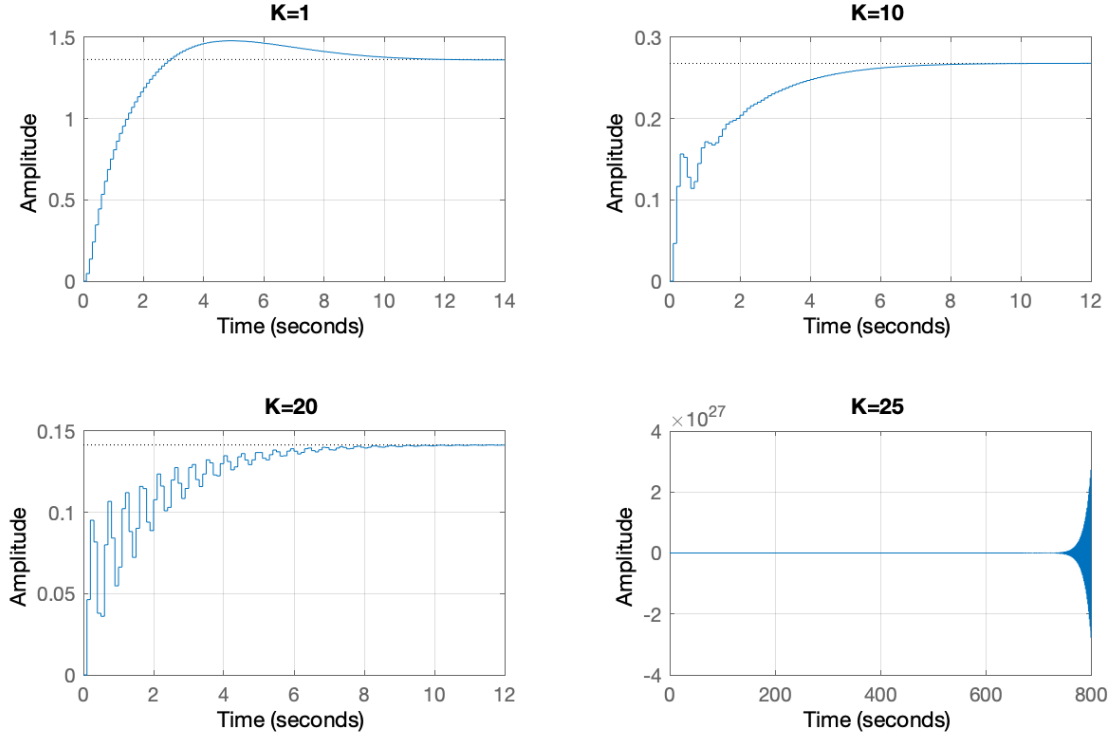 K=1
1.5
1
0.5
0
Amplitude
0 2 4 6 8 10 12 14
Time (seconds)
K=10
0.3
0.2
0.1
0
Amplitude
0 2 4 6 8 10 12
Time (seconds)
K=20
0.15
0.1
0.05
0
Amplitude
0 2 4 6 8 10 12
Time (seconds)
K=25
×10²⁷
4
2
0
-2
-4
Amplitude
0 200 400 600 800
Time (seconds)